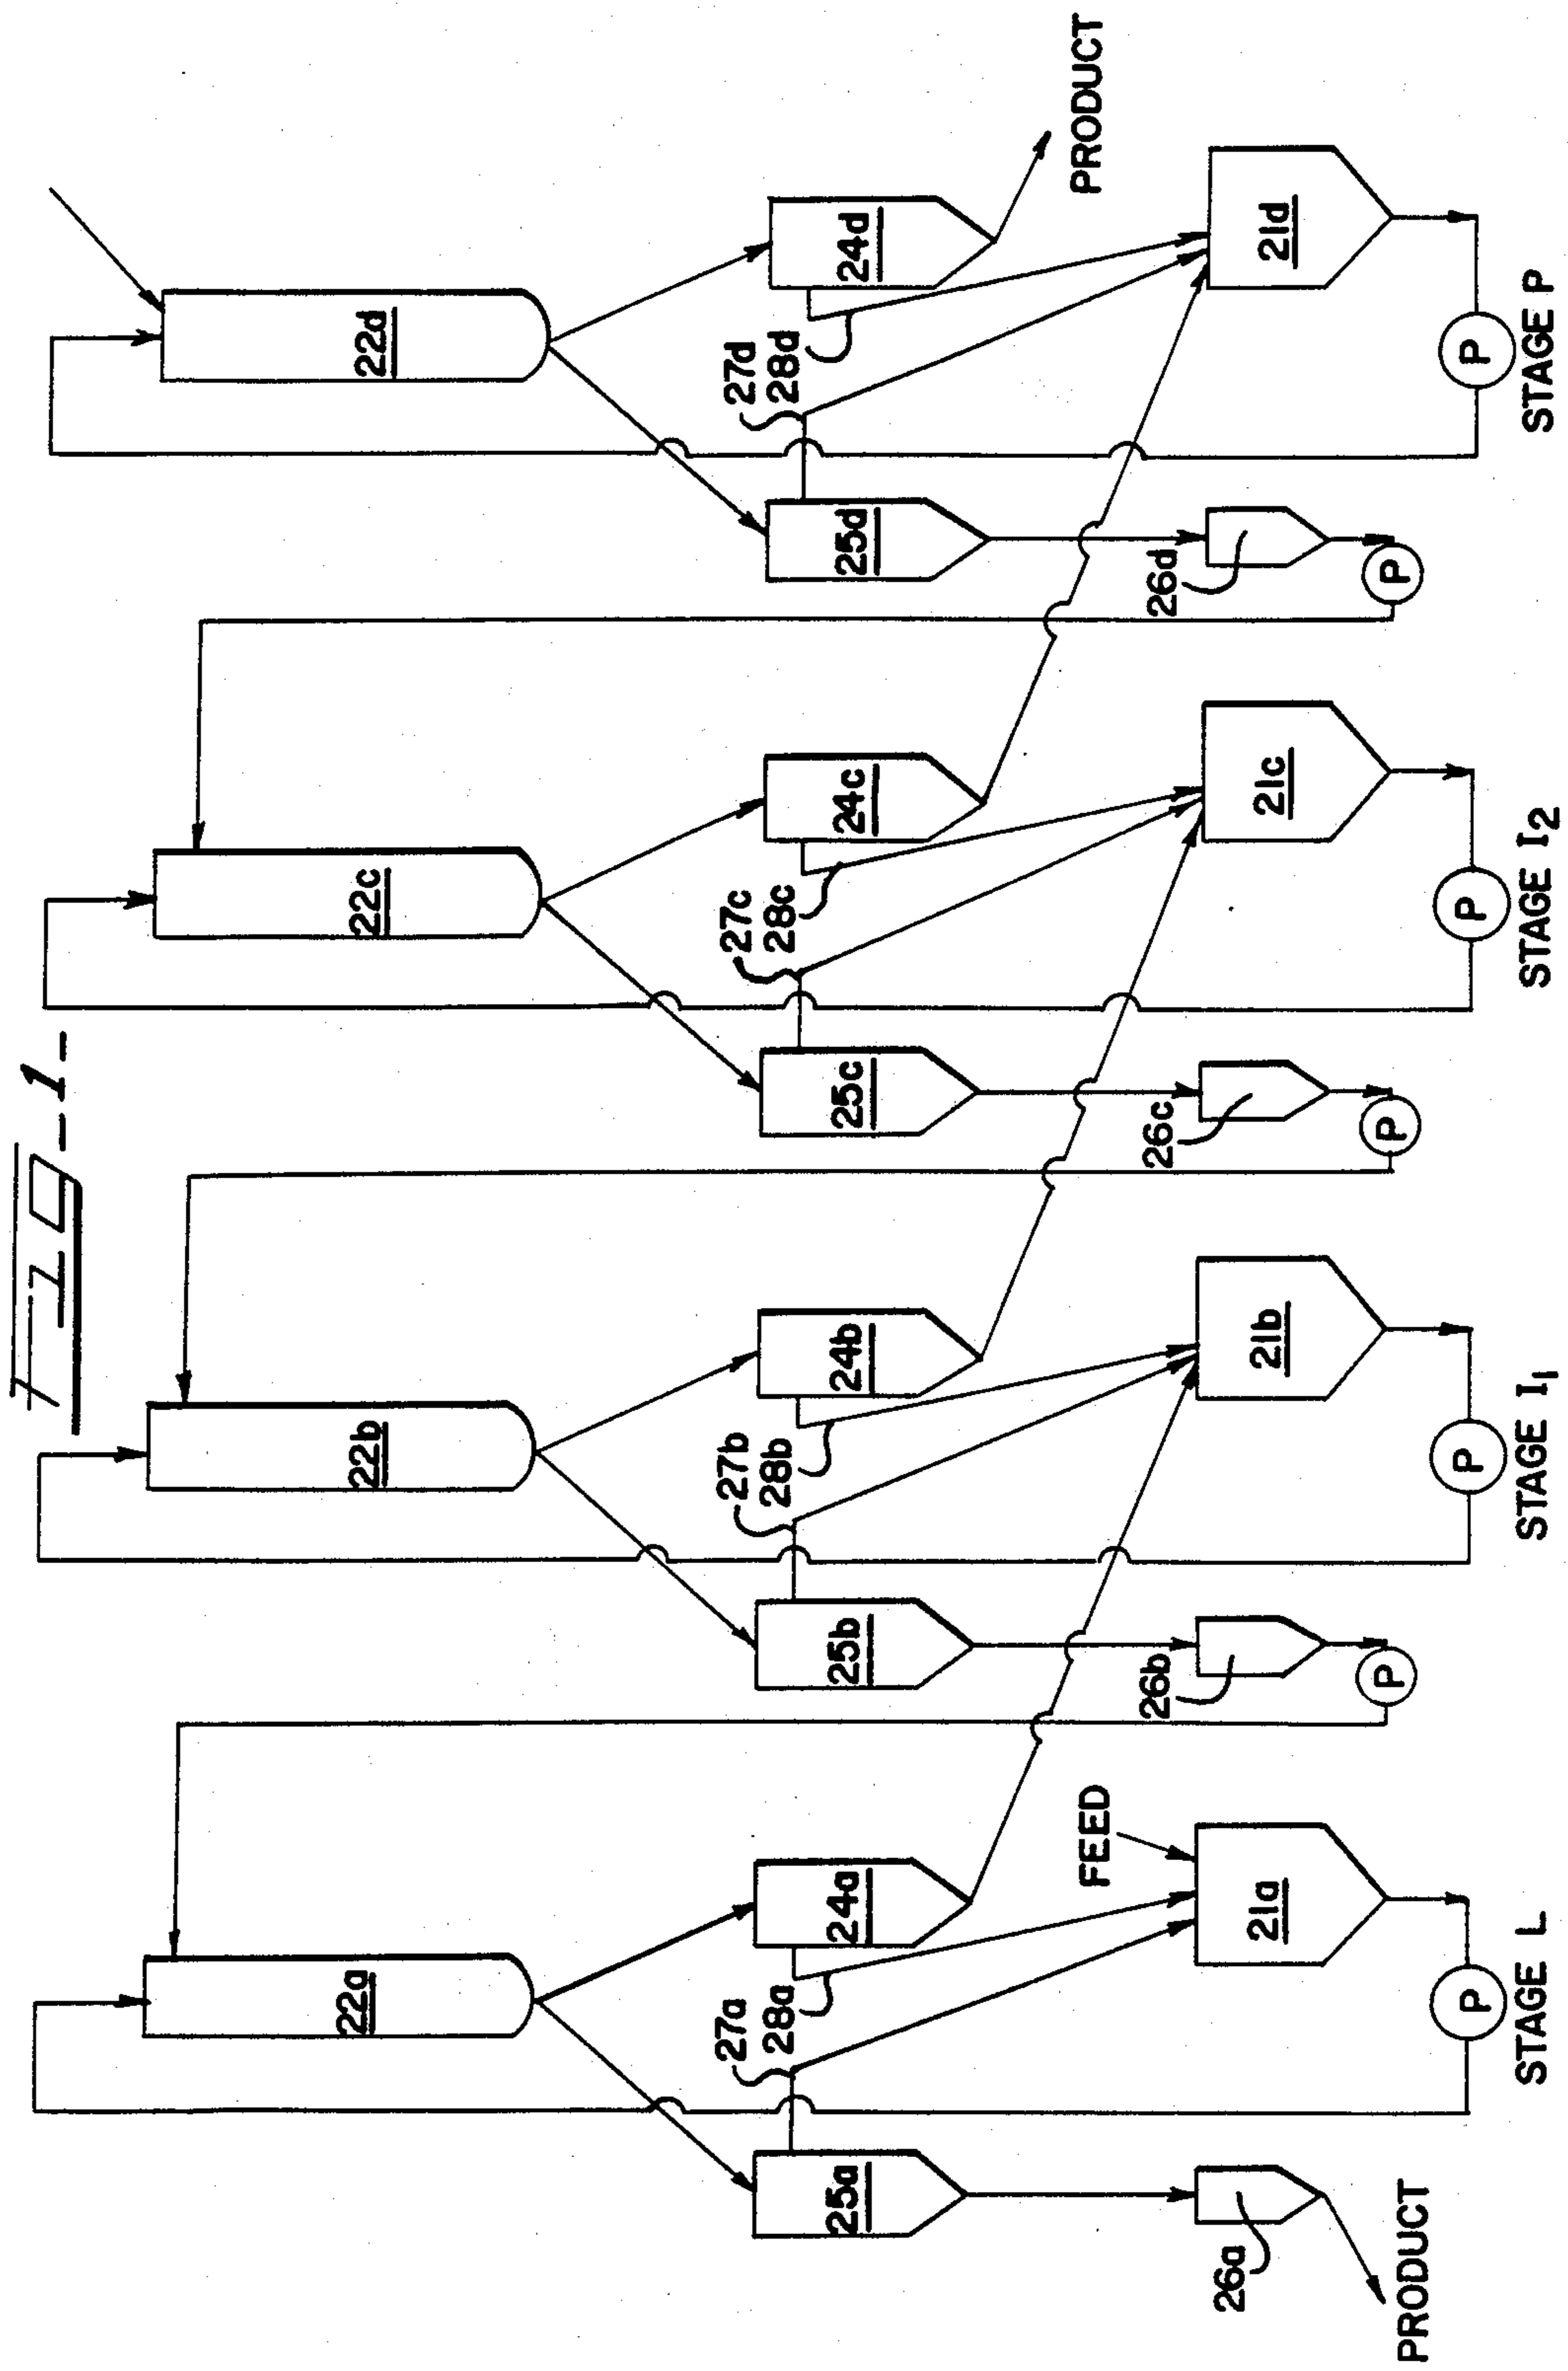 FIG-1-
22a
22b
22c
22d
25a
24a
25b
24b
25c
24c
25d
24d
27a
28a
27b
28b
27c
28c
27d
28d
PRODUCT
FEED
26a
21a
26b
21b
26c
21c
26d
21d
PRODUCT
P
P
P
P
P
P
P
STAGE L
STAGE I1
STAGE I2
STAGE P